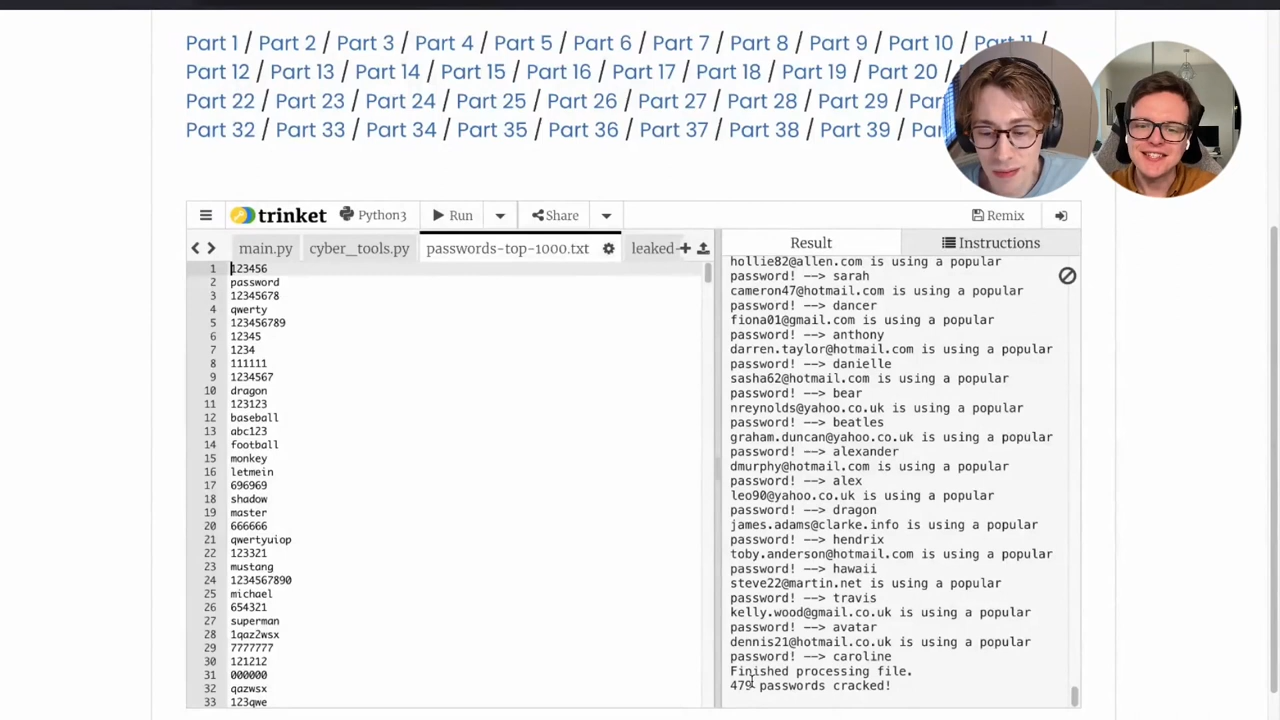 Part 1 / Part 2 / Part 3 / Part 4 / Part 5 / Part 6 / Part 7 / Part 8 / Part 9 / Part 10 / Part 11 /
Part 12 / Part 13 / Part 14 / Part 15 / Part 16 / Part 17 / Part 18 / Part 19 / Part 20 /
Part 22 / Part 23 / Part 24 / Part 25 / Part 26 / Part 27 / Part 28 / Part 29 /
Part 32 / Part 33 / Part 34 / Part 35 / Part 36 / Part 37 / Part 38 / Part 39 /
trinket Python3 Run Share Remix
main.py cyber_tools.py passwords-top-1000.txt leaked-
Result Instructions
1 123456
2 password
3 12345678
4 qwerty
5 123456789
6 12345
7 1234
8 111111
9 1234567
10 dragon
11 123123
12 baseball
13 abc123
14 football
15 monkey
16 letmein
17 696969
18 shadow
19 master
20 666666
21 qwertyuiop
22 123321
23 mustang
24 1234567890
25 michael
26 654321
27 superman
28 1qaz2wsx
29 7777777
30 121212
31 000000
32 qazwsx
33 123qwe
hollie82@allen.com is using a popular
password! --> sarah
cameron47@hotmail.com is using a popular
password! --> dancer
fiona01@gmail.com is using a popular
password! --> anthony
darren.taylor@hotmail.com is using a popular
password! --> danielle
sasha62@hotmail.com is using a popular
password! --> bear
nreynolds@yahoo.co.uk is using a popular
password! --> beatles
graham.duncan@yahoo.co.uk is using a popular
password! --> alexander
dmurphy@hotmail.com is using a popular
password! --> alex
leo90@yahoo.co.uk is using a popular
password! --> dragon
james.adams@clarke.info is using a popular
password! --> hendrix
toby.anderson@hotmail.com is using a popular
password! --> hawaii
steve22@martin.net is using a popular
password! --> travis
kelly.wood@gmail.co.uk is using a popular
password! --> avatar
dennis21@hotmail.co.uk is using a popular
password! --> caroline
Finished processing file.
479 passwords cracked!